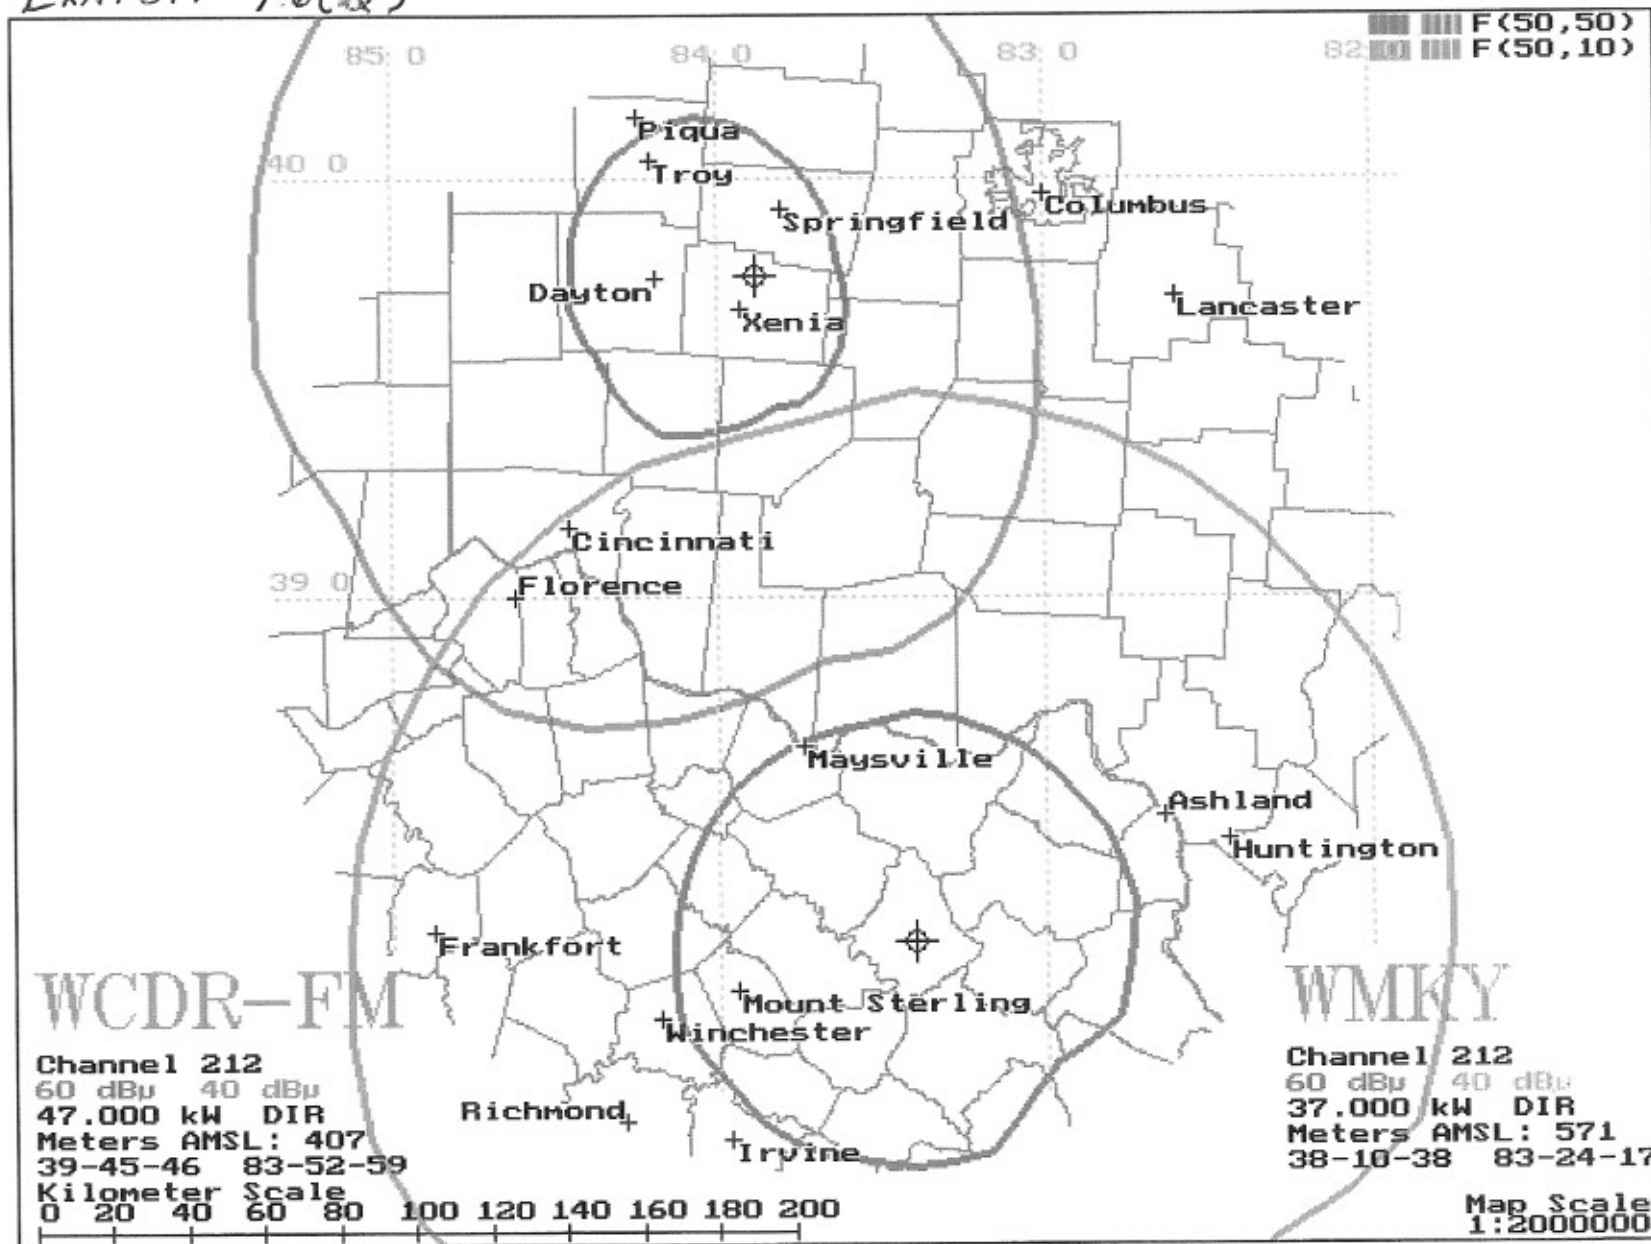 F(50,50)
F(50,10)
85 0
84 0
83 0
82
Piqua
40 0
Troy
Columbus
Springfield
Dayton
Lancaster
Xenia
Cincinnati
39 0
Florence
Maysville
Ashland
Huntington
Frankfort
Mount Sterling
Winchester
Richmond
Irvine
WCDR-FM
Channel 212
60 dBµ 40 dBµ
47.000 kW DIR
Meters AMSL: 407
39-45-46 83-52-59
Kilometer Scale
0 20 40 60 80 100 120 140 160 180 200
WMKY
Channel 212
60 dBµ 40 dBµ
37.000 kW DIR
Meters AMSL: 571
38-10-38 83-24-17
Map Scale
1:2000000